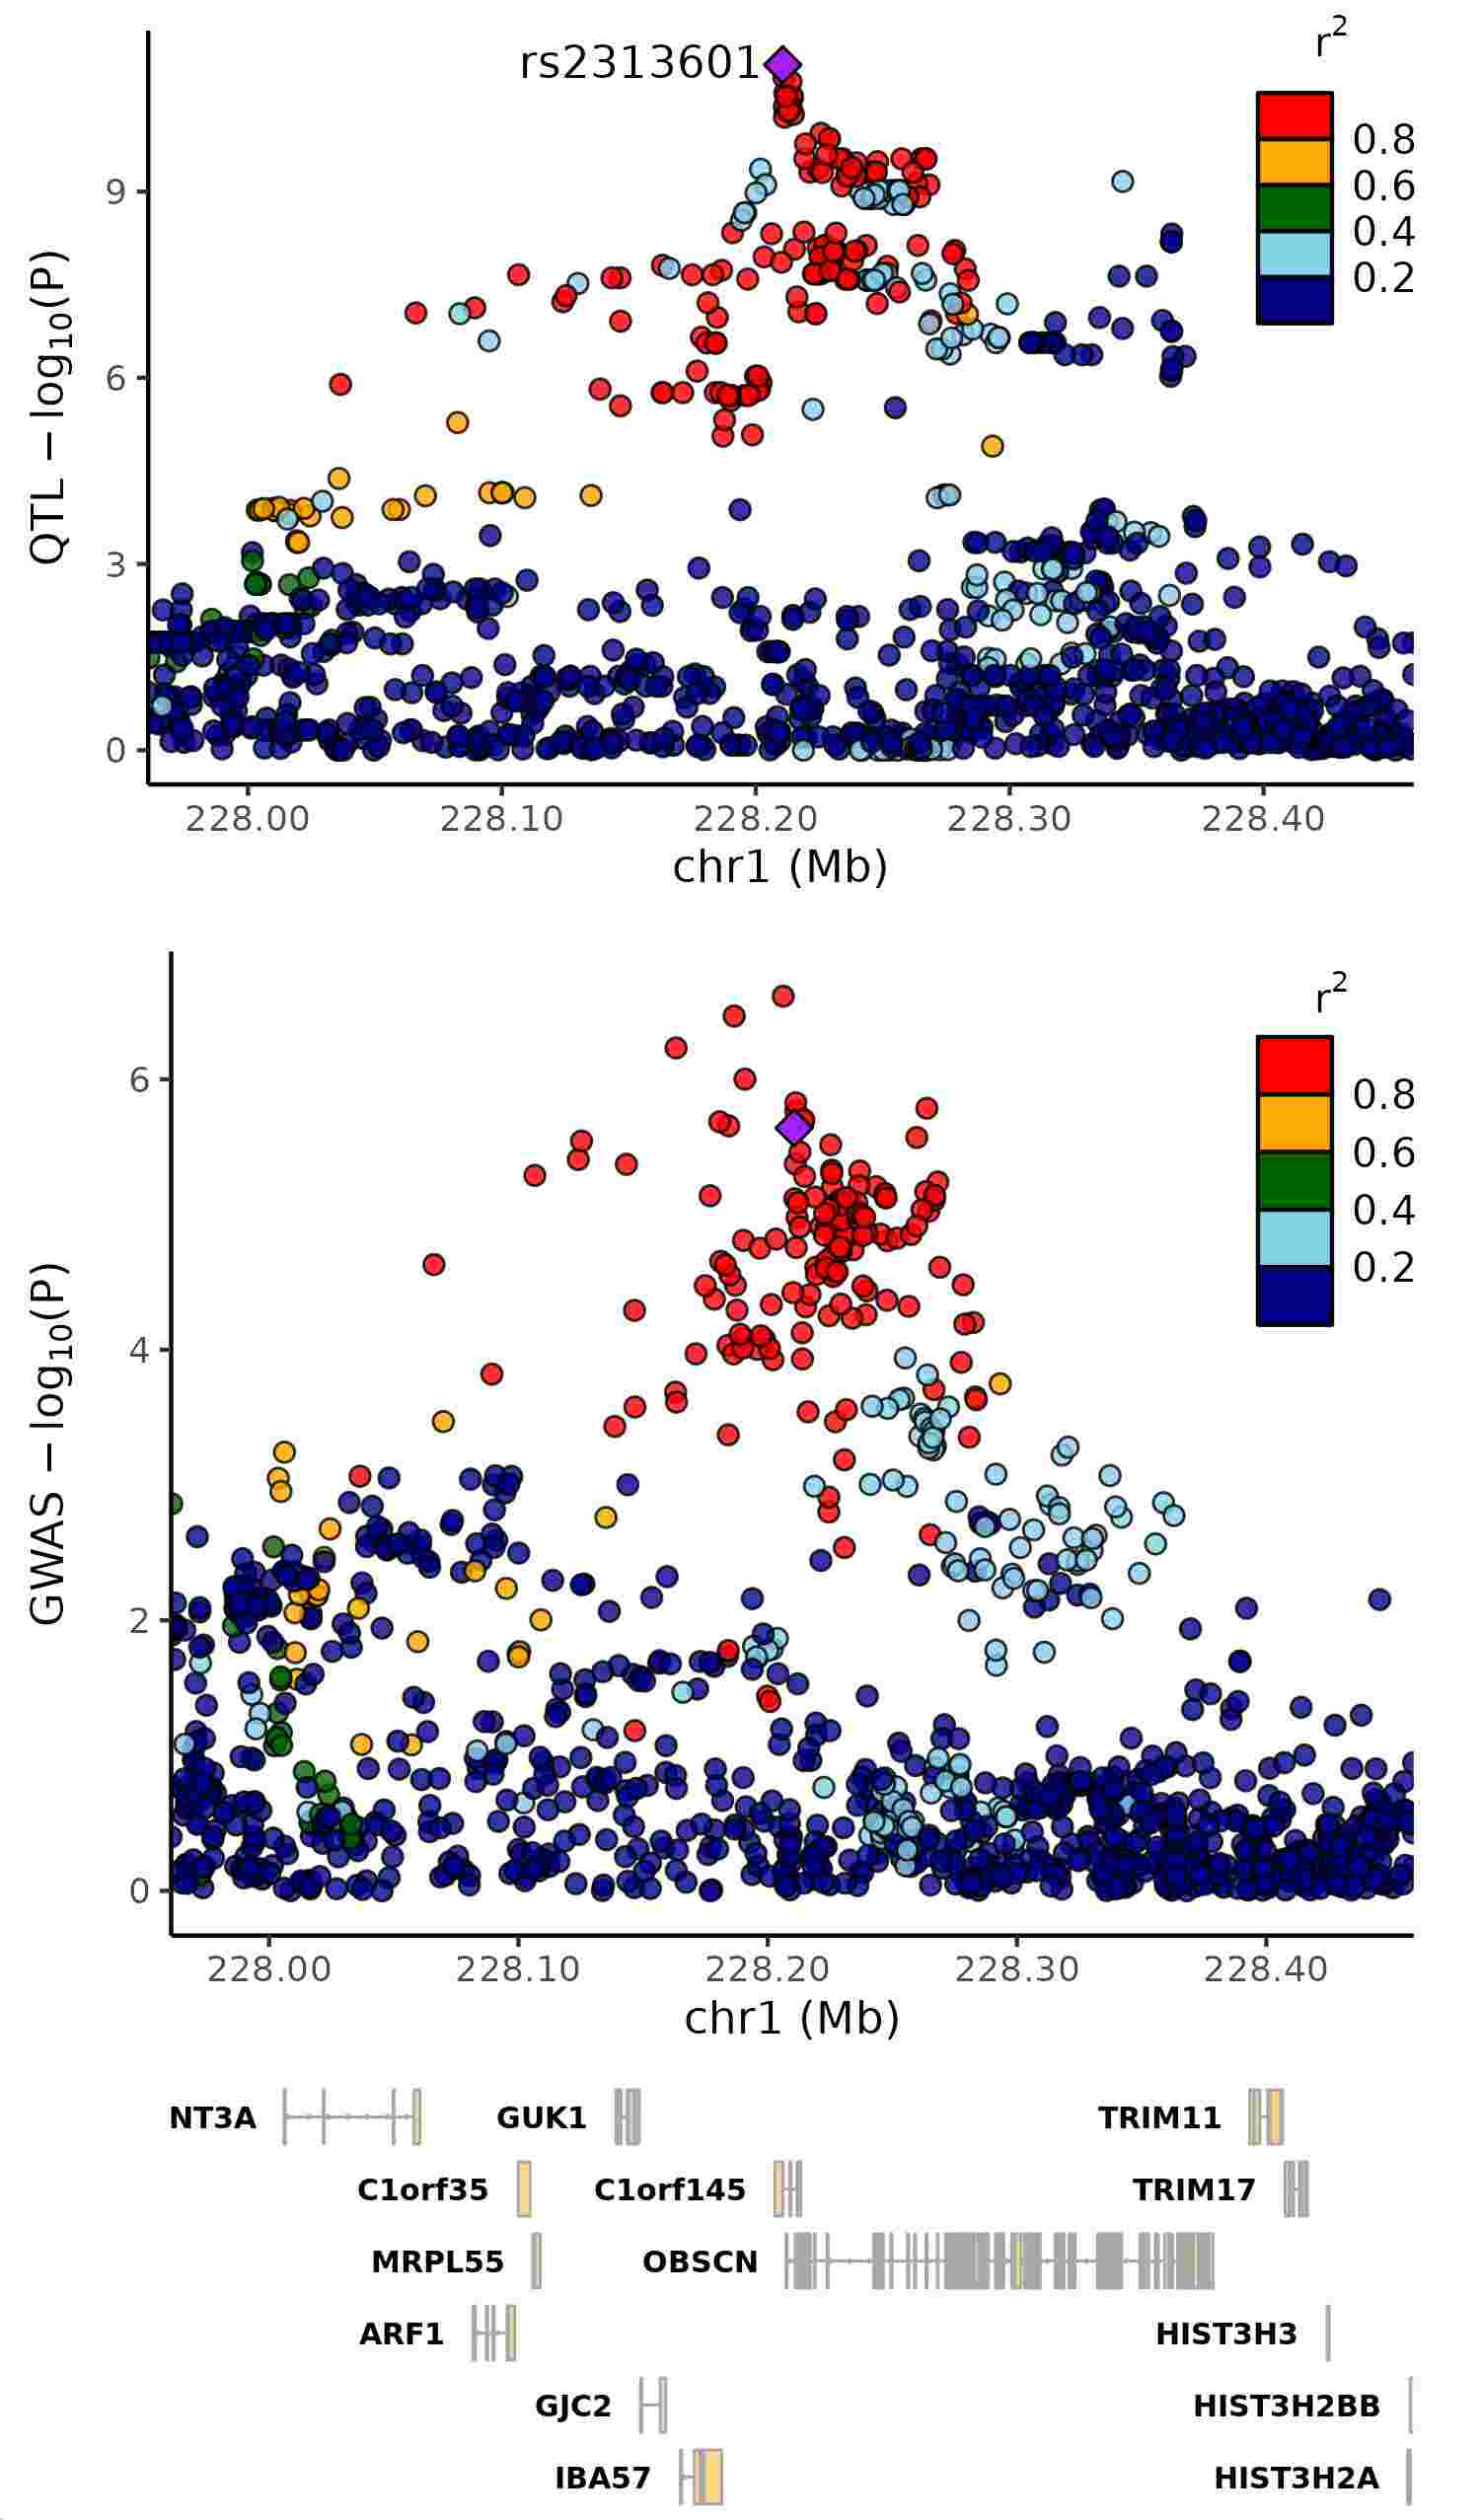 r²
rs2313601
0.8
0.6
0.4
0.2
9
6
3
0
QTL − log₁₀(P)
228.00 228.10 228.20 228.30 228.40
chr1 (Mb)
r²
0.8
0.6
0.4
0.2
6
4
2
0
GWAS − log₁₀(P)
228.00 228.10 228.20 228.30 228.40
chr1 (Mb)
NT3A GUK1 TRIM11
C1orf35 C1orf145 TRIM17
MRPL55 OBSCN
ARF1 HIST3H3
GJC2 HIST3H2BB
IBA57 HIST3H2A